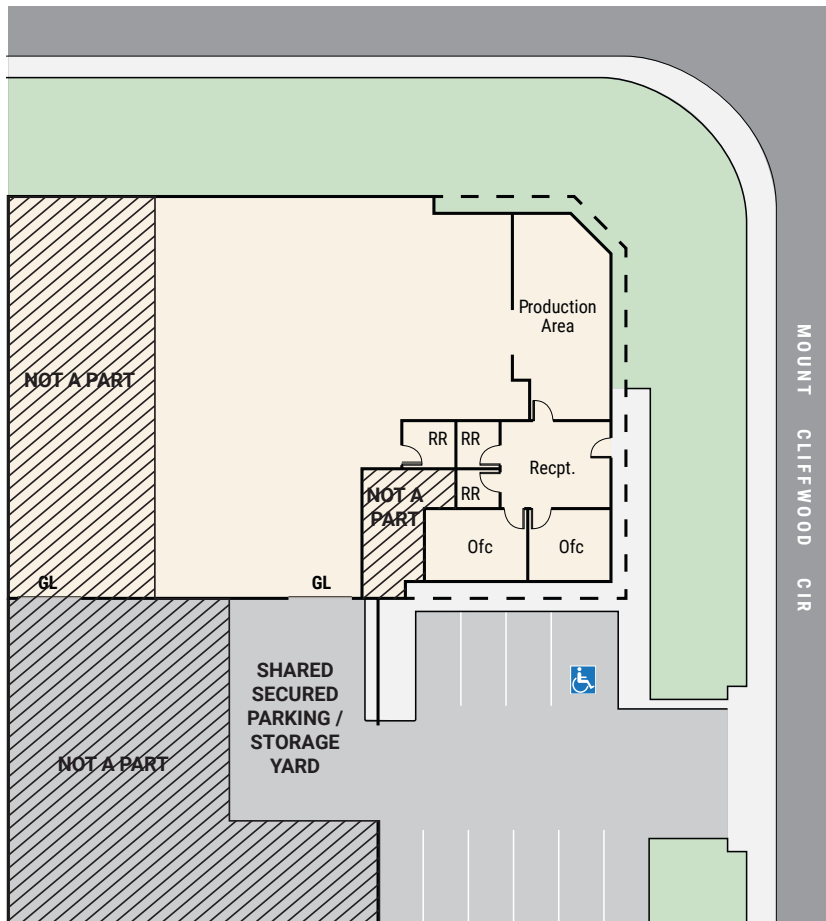 Production
Area
MOUNT CLIFFWOOD CIR
NOT A PART
RR
RR
Recpt.
NOT A
PART
RR
Ofc
Ofc
GL
GL
SHARED
SECURED
PARKING /
STORAGE
YARD
NOT A PART